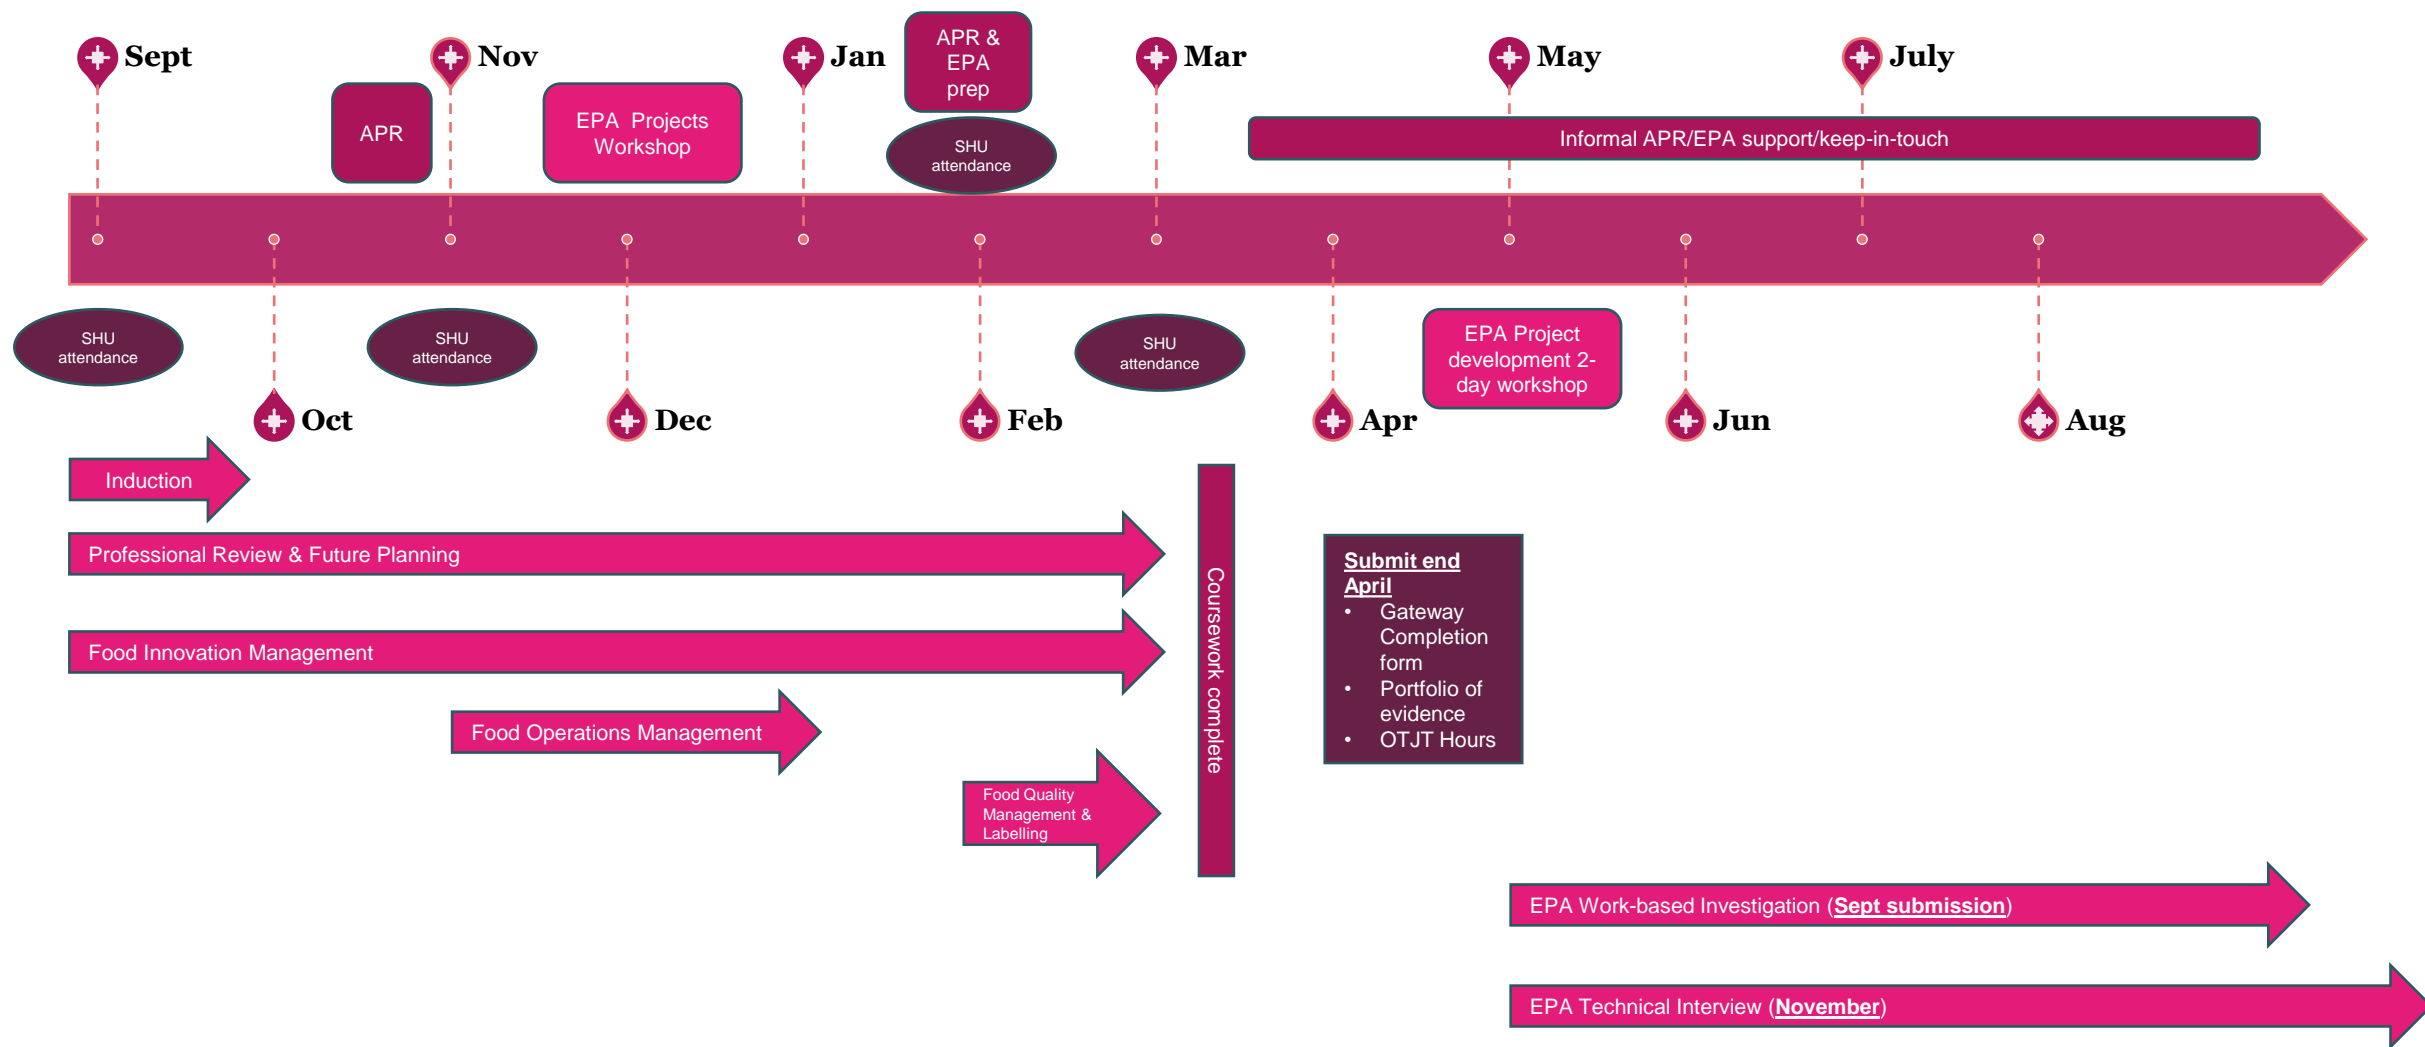 Sept
Nov
Jan
APR &
EPA
prep
Mar
May
July
APR
EPA  Projects
Workshop
SHU
attendance
Informal APR/EPA support/keep-in-touch
SHU
attendance
SHU
attendance
SHU
attendance
EPA Project
development 2-
day workshop
Oct
Dec
Feb
Apr
Jun
Aug
Induction
Professional Review & Future Planning
Food Innovation Management
Food Operations Management
Food Quality
Management &
Labelling
Coursework complete
Submit end
April
• Gateway
Completion
form
• Portfolio of
evidence
• OTJT Hours
EPA Work-based Investigation (Sept submission)
EPA Technical Interview (November)